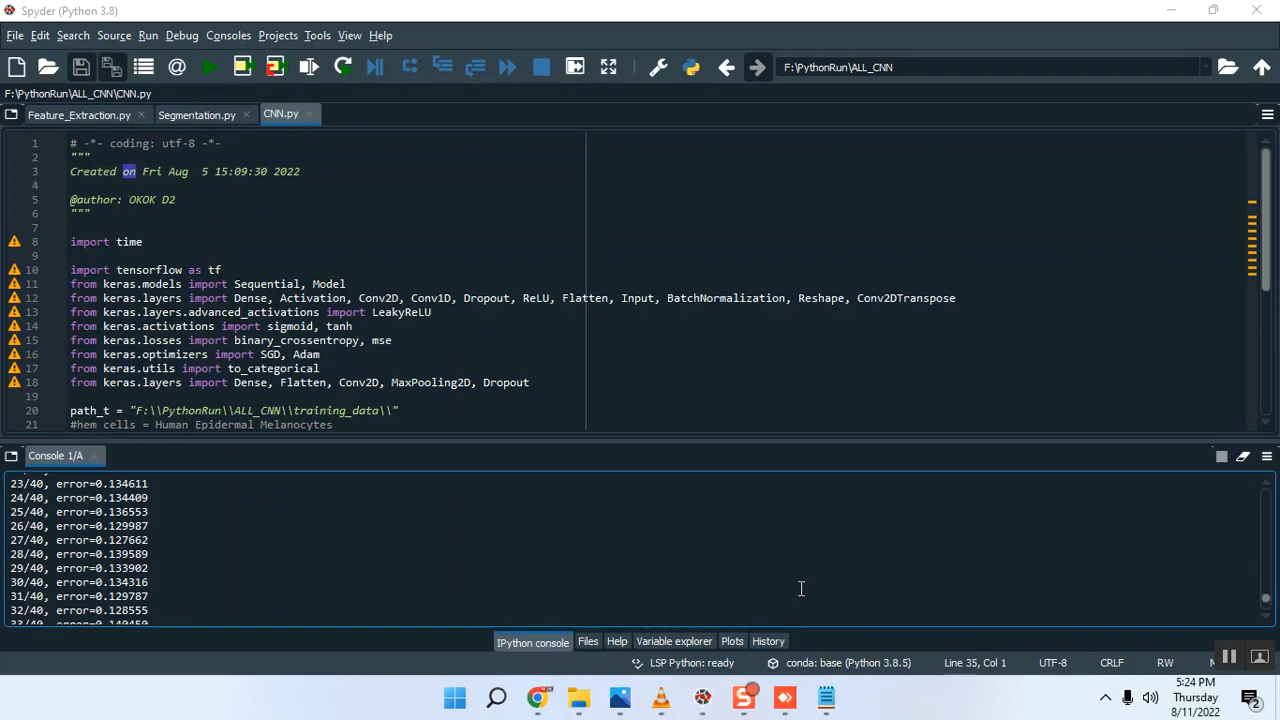 Spyder (Python 3.8)
File Edit Search Source Run Debug Consoles Projects Tools View Help
F:\PythonRun\ALL_CNN
F:\PythonRun\ALL_CNN\CNN.py
Feature_Extraction.py Segmentation.py CNN.py
1 # -*- coding: utf-8 -*-
2 """
3 Created on Fri Aug  5 15:09:30 2022
4
5 @author: OKOK D2
6 """
7
8 import time
9
10 import tensorflow as tf
11 from keras.models import Sequential, Model
12 from keras.layers import Dense, Activation, Conv2D, Conv1D, Dropout, ReLU, Flatten, Input, BatchNormalization, Reshape, Conv2DTranspose
13 from keras.layers.advanced_activations import LeakyReLU
14 from keras.activations import sigmoid, tanh
15 from keras.losses import binary_crossentropy, mse
16 from keras.optimizers import SGD, Adam
17 from keras.utils import to_categorical
18 from keras.layers import Dense, Flatten, Conv2D, MaxPooling2D, Dropout
19
20 path_t = "F:\\PythonRun\\ALL_CNN\\training_data\\"
21 #hem cells = Human Epidermal Melanocytes
Console 1/A
23/40, error=0.134611
24/40, error=0.134409
25/40, error=0.136553
26/40, error=0.129987
27/40, error=0.127662
28/40, error=0.139589
29/40, error=0.133902
30/40, error=0.134316
31/40, error=0.129787
32/40, error=0.128555
33/40, error=0.140450
IPython console Files Help Variable explorer Plots History
LSP Python: ready conda: base (Python 3.8.5) Line 35, Col 1 UTF-8 CRLF RW
5:24 PM
Thursday
8/11/2022
2